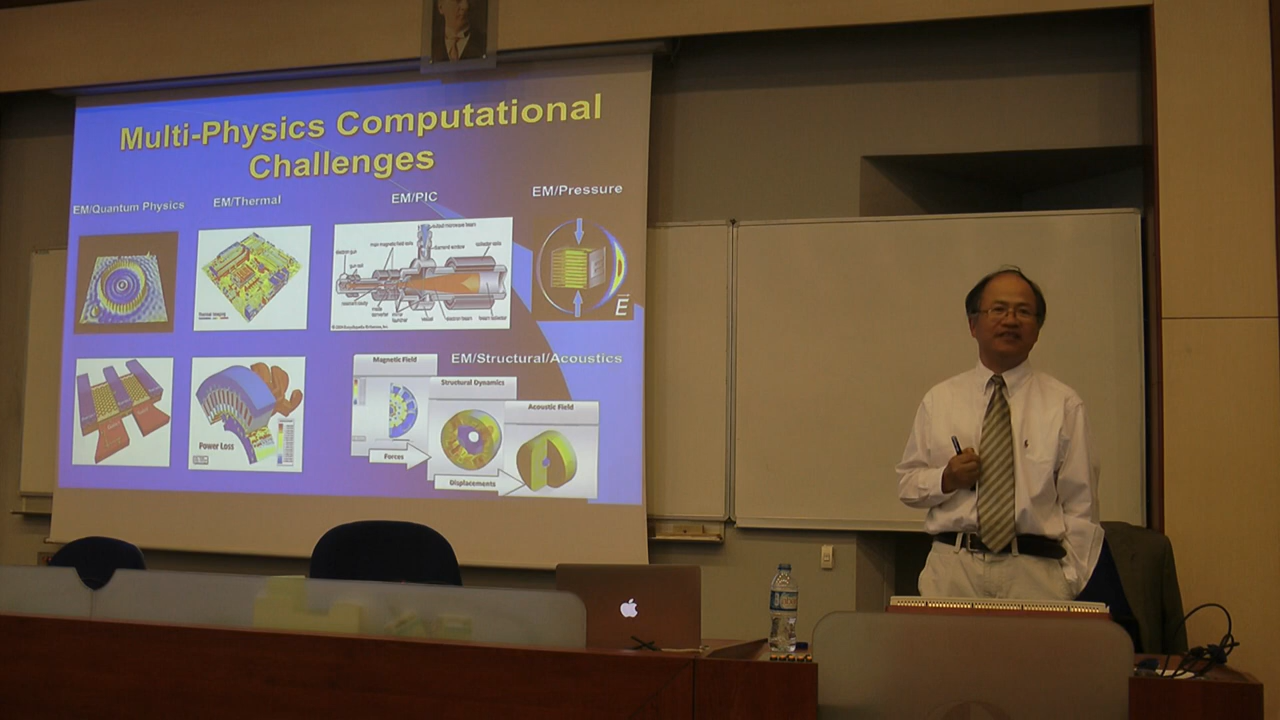 Multi-Physics Computational
Challenges
EM/Quantum Physics
EM/Thermal
EM/PIC
EM/Pressure
E
EM/Structural/Acoustics
Magnetic Field
Structural Dynamics
Acoustic Field
Power Loss
Forces
Displacements